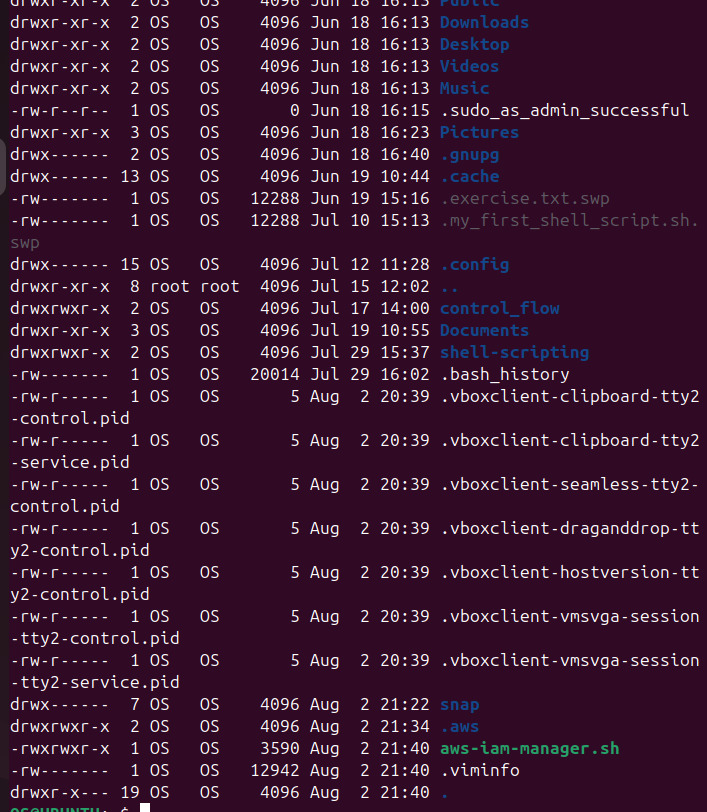 drwxr-xr-x  2 OS   OS    4096 Jun 18 16:13 Public
drwxr-xr-x  2 OS   OS    4096 Jun 18 16:13 Downloads
drwxr-xr-x  2 OS   OS    4096 Jun 18 16:13 Desktop
drwxr-xr-x  2 OS   OS    4096 Jun 18 16:13 Videos
drwxr-xr-x  2 OS   OS    4096 Jun 18 16:13 Music
-rw-r--r--  1 OS   OS       0 Jun 18 16:15 .sudo_as_admin_successful
drwxr-xr-x  3 OS   OS    4096 Jun 18 16:23 Pictures
drwx------  2 OS   OS    4096 Jun 18 16:40 .gnupg
drwx------ 13 OS   OS    4096 Jun 19 10:44 .cache
-rw-------  1 OS   OS   12288 Jun 19 15:16 .exercise.txt.swp
-rw-------  1 OS   OS   12288 Jul 10 15:13 .my_first_shell_script.sh.
swp
drwx------ 15 OS   OS    4096 Jul 12 11:28 .config
drwxr-xr-x  8 root root  4096 Jul 15 12:02 ..
drwxrwxr-x  2 OS   OS    4096 Jul 17 14:00 control_flow
drwxr-xr-x  3 OS   OS    4096 Jul 19 10:55 Documents
drwxrwxr-x  2 OS   OS    4096 Jul 29 15:37 shell-scripting
-rw-------  1 OS   OS   20014 Jul 29 16:02 .bash_history
-rw-r-----  1 OS   OS       5 Aug  2 20:39 .vboxclient-clipboard-tty2
-control.pid
-rw-r-----  1 OS   OS       5 Aug  2 20:39 .vboxclient-clipboard-tty2
-service.pid
-rw-r-----  1 OS   OS       5 Aug  2 20:39 .vboxclient-seamless-tty2-
control.pid
-rw-r-----  1 OS   OS       5 Aug  2 20:39 .vboxclient-draganddrop-tt
y2-control.pid
-rw-r-----  1 OS   OS       5 Aug  2 20:39 .vboxclient-hostversion-tt
y2-control.pid
-rw-r-----  1 OS   OS       5 Aug  2 20:39 .vboxclient-vmsvga-session
-tty2-control.pid
-rw-r-----  1 OS   OS       5 Aug  2 20:39 .vboxclient-vmsvga-session
-tty2-service.pid
drwx------  7 OS   OS    4096 Aug  2 21:22 snap
drwxrwxr-x  2 OS   OS    4096 Aug  2 21:34 .aws
-rwxrwxr-x  1 OS   OS    3590 Aug  2 21:40 aws-iam-manager.sh
-rw-------  1 OS   OS   12942 Aug  2 21:40 .viminfo
drwxr-x--- 19 OS   OS    4096 Aug  2 21:40 .
OS@UBUNTU:~$